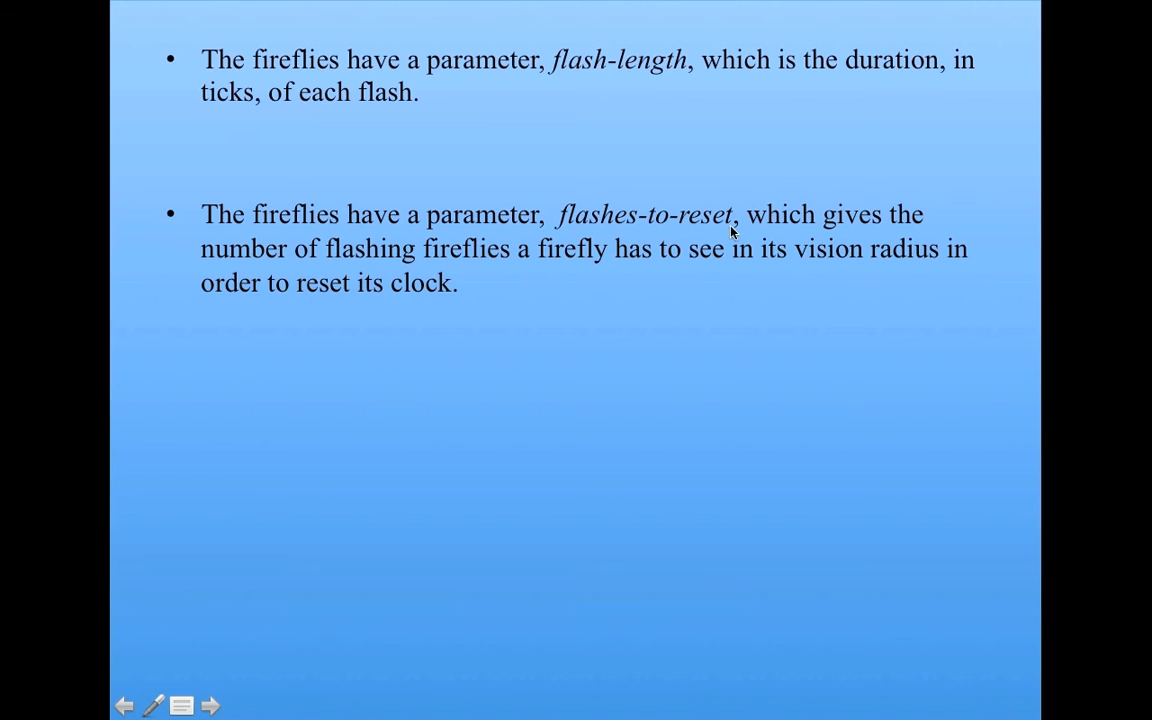 • The fireflies have a parameter, flash-length, which is the duration, in
ticks, of each flash.
• The fireflies have a parameter, flashes-to-reset, which gives the
number of flashing fireflies a firefly has to see in its vision radius in
order to reset its clock.